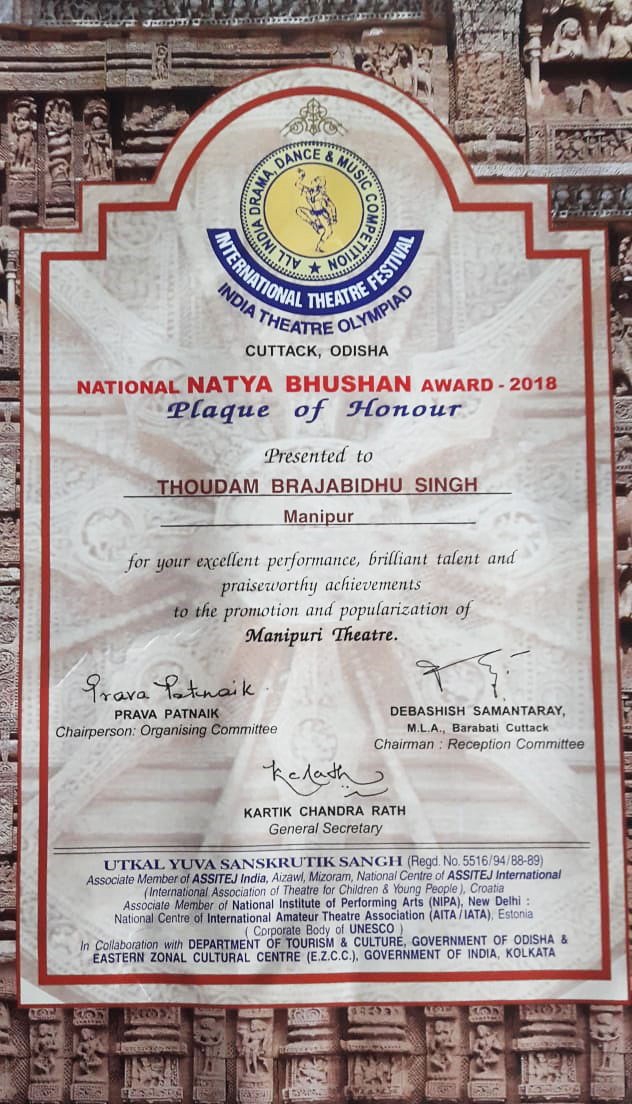 ALL INDIA DRAMA, DANCE & MUSIC COMPETITION ★
INTERNATIONAL THEATRE FESTIVAL
INDIA THEATRE OLYMPIAD
CUTTACK, ODISHA
NATIONAL NATYA BHUSHAN AWARD - 2018
Plaque of Honour
Presented to
THOUDAM BRAJABIDHU SINGH
Manipur
for your excellent performance, brilliant talent and
praiseworthy achievements
to the promotion and popularization of
Manipuri Theatre.
Prava Patnaik
PRAVA PATNAIK
Chairperson: Organising Committee
DEBASHISH SAMANTARAY,
M.L.A., Barabati Cuttack
Chairman : Reception Committee
KCRath
KARTIK CHANDRA RATH
General Secretary
UTKAL YUVA SANSKRUTIK SANGH (Regd. No. 5516/94/88-89)
Associate Member of ASSITEJ India, Aizawl, Mizoram, National Centre of ASSITEJ International
(International Association of Theatre for Children & Young People), Croatia
Associate Member of National Institute of Performing Arts (NIPA), New Delhi :
National Centre of International Amateur Theatre Association (AITA/IATA), Estonia
( Corporate Body of UNESCO )
In Collaboration with DEPARTMENT OF TOURISM & CULTURE, GOVERNMENT OF ODISHA &
EASTERN ZONAL CULTURAL CENTRE (E.Z.C.C.), GOVERNMENT OF INDIA, KOLKATA